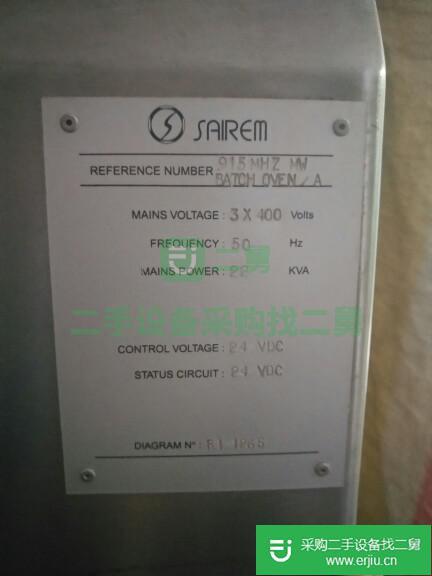 SAIREM
REFERENCE NUMBER: 915MHZ MW
BATCH OVEN/A
MAINS VOLTAGE : 3 X 400 Volts
FREQUENCY : 50 Hz
二舅
MAINS POWER : 22 KVA
二手设备采购找二舅
CONTROL VOLTAGE : 24 VDC
STATUS CIRCUIT : 24 VDC
DIAGRAM N° :
采购二手设备找二舅
www.erjiu.cn